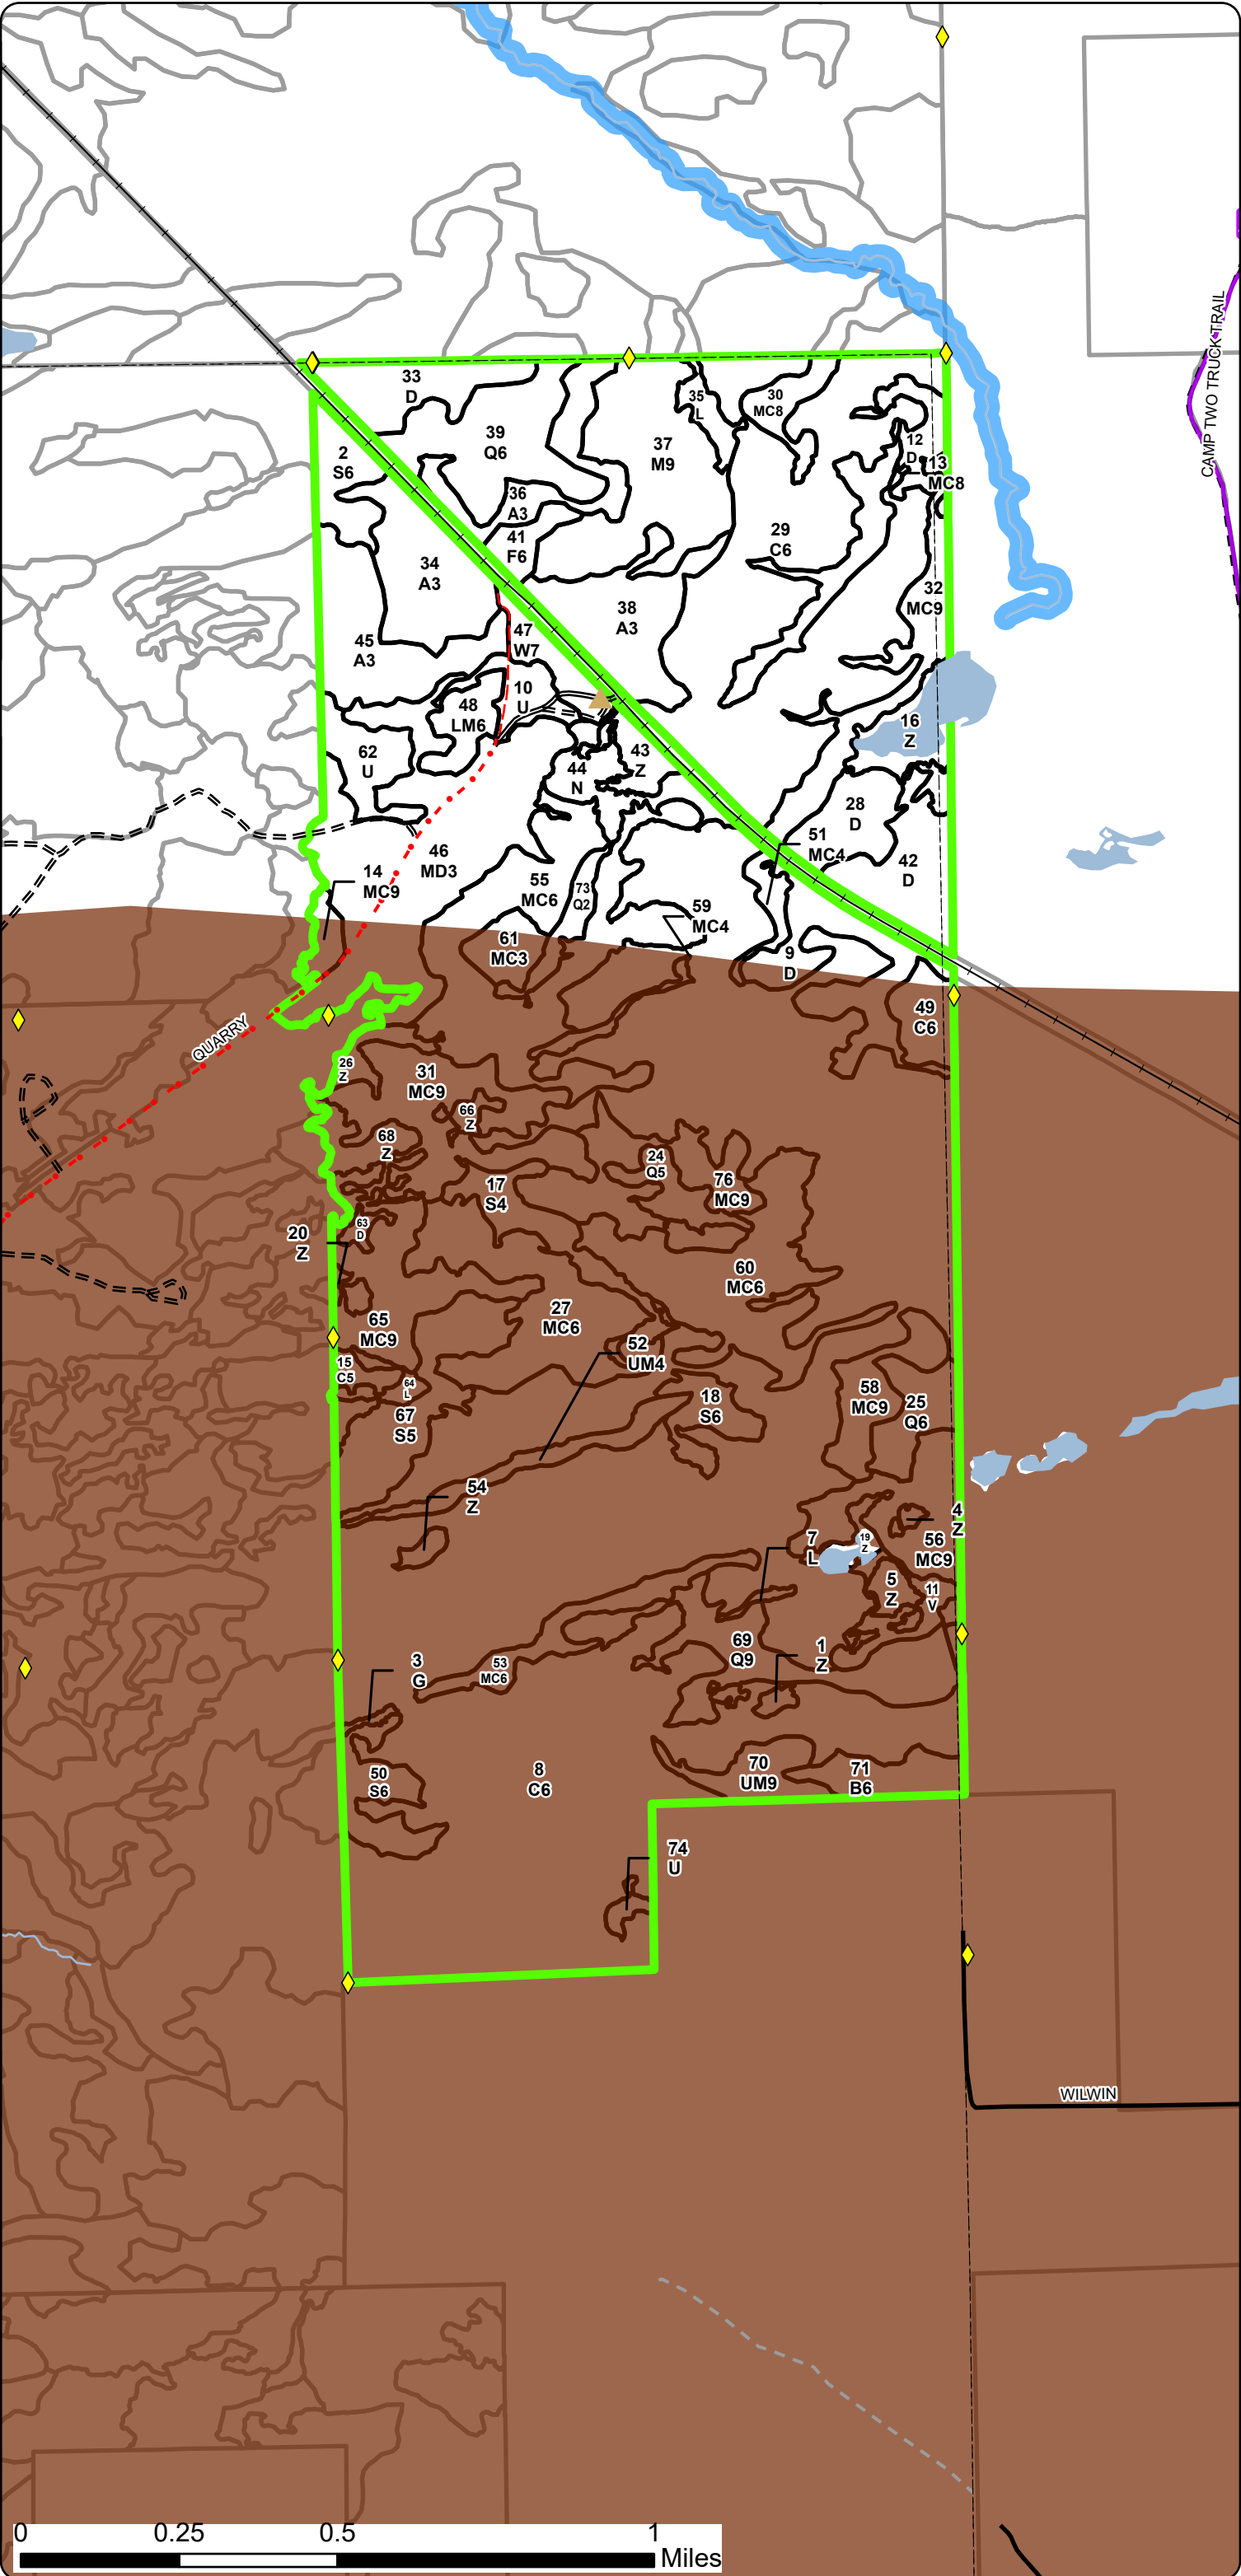 CAMP TWO TRUCK TRAIL
33
D
30
MC8
35
L
39
Q6
37
M9
12
D
2
S6
13
MC8
36
A3
29
C6
41
F6
34
A3
32
MC9
38
A3
47
W7
45
A3
10
U
48
LM6
16
Z
43
Z
62
U
44
N
28
D
51
MC4
46
MD3
42
D
14
MC9
55
MC6
73
Q2
59
MC4
61
MC3
9
D
49
C6
QUARRY
26
Z
31
MC9
66
Z
68
Z
24
Q5
76
MC9
17
S4
63
D
20
Z
60
MC6
27
MC6
65
MC9
52
UM4
15
C5
64
L
58
MC9
18
S6
25
Q6
67
S5
54
Z
4
Z
7
L
19
Z
56
MC9
5
Z
11
V
69
Q9
1
Z
3
G
53
MC6
70
UM9
71
B6
50
S6
8
C6
74
U
WILWIN
0 0.25 0.5 1
Miles